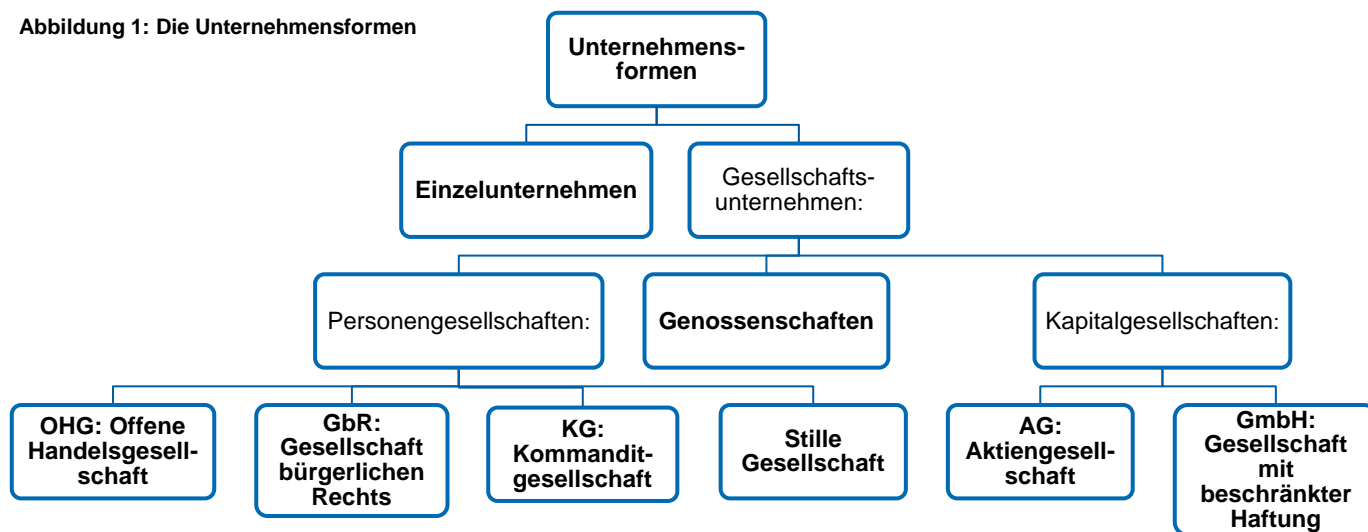 Abbildung 1: Die Unternehmensformen
Unternehmens-
formen
Einzelunternehmen
Gesellschafts-
unternehmen:
Personengesellschaften:
Genossenschaften
Kapitalgesellschaften:
OHG: Offene
Handelsgesell-
schaft
GbR:
Gesellschaft
bürgerlichen
Rechts
KG:
Kommandit-
gesellschaft
Stille
Gesellschaft
AG:
Aktiengesell-
schaft
GmbH:
Gesellschaft
mit
beschränkter
Haftung